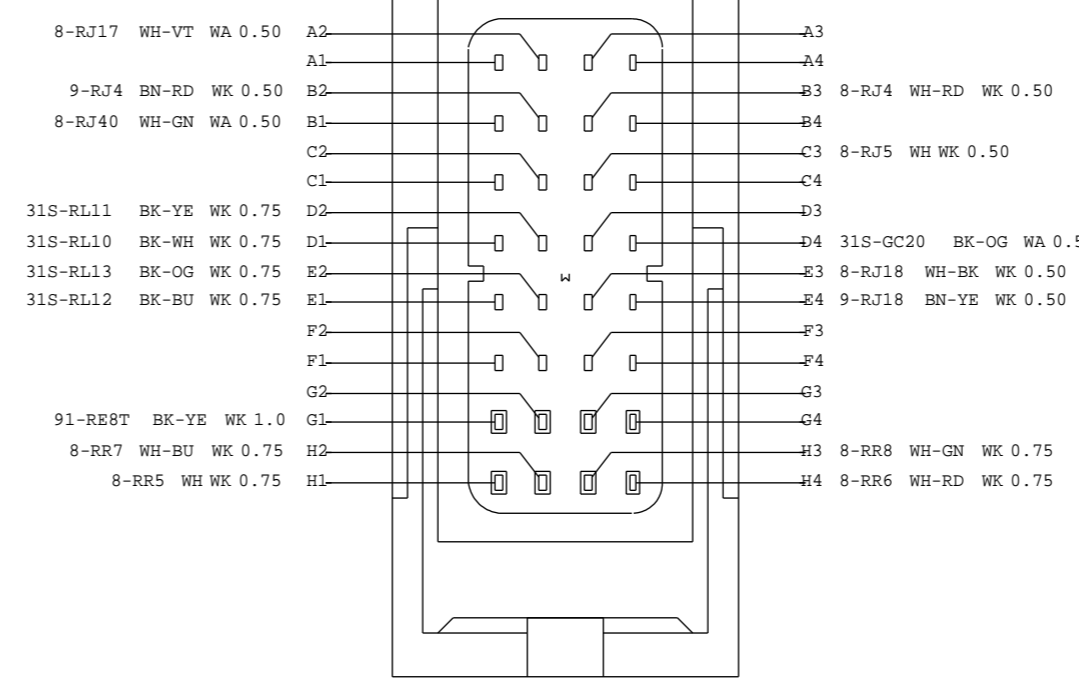 8-RJ17 WH-VT WA 0.50 A2 A3
A1 A4
9-RJ4 BN-RD WK 0.50 B2 B3 8-RJ4 WH-RD WK 0.50
8-RJ40 WH-GN WA 0.50 B1 B4
C2 C3 8-RJ5 WH WK 0.50
C1 C4
31S-RL11 BK-YE WK 0.75 D2 D3
31S-RL10 BK-WH WK 0.75 D1 D4 31S-GC20 BK-OG WA 0.5
31S-RL13 BK-OG WK 0.75 E2 W E3 8-RJ18 WH-BK WK 0.50
31S-RL12 BK-BU WK 0.75 E1 E4 9-RJ18 BN-YE WK 0.50
F2 F3
F1 F4
G2 G3
91-RE8T BK-YE WK 1.0 G1 G4
8-RR7 WH-BU WK 0.75 H2 H3 8-RR8 WH-GN WK 0.75
8-RR5 WH WK 0.75 H1 H4 8-RR6 WH-RD WK 0.75